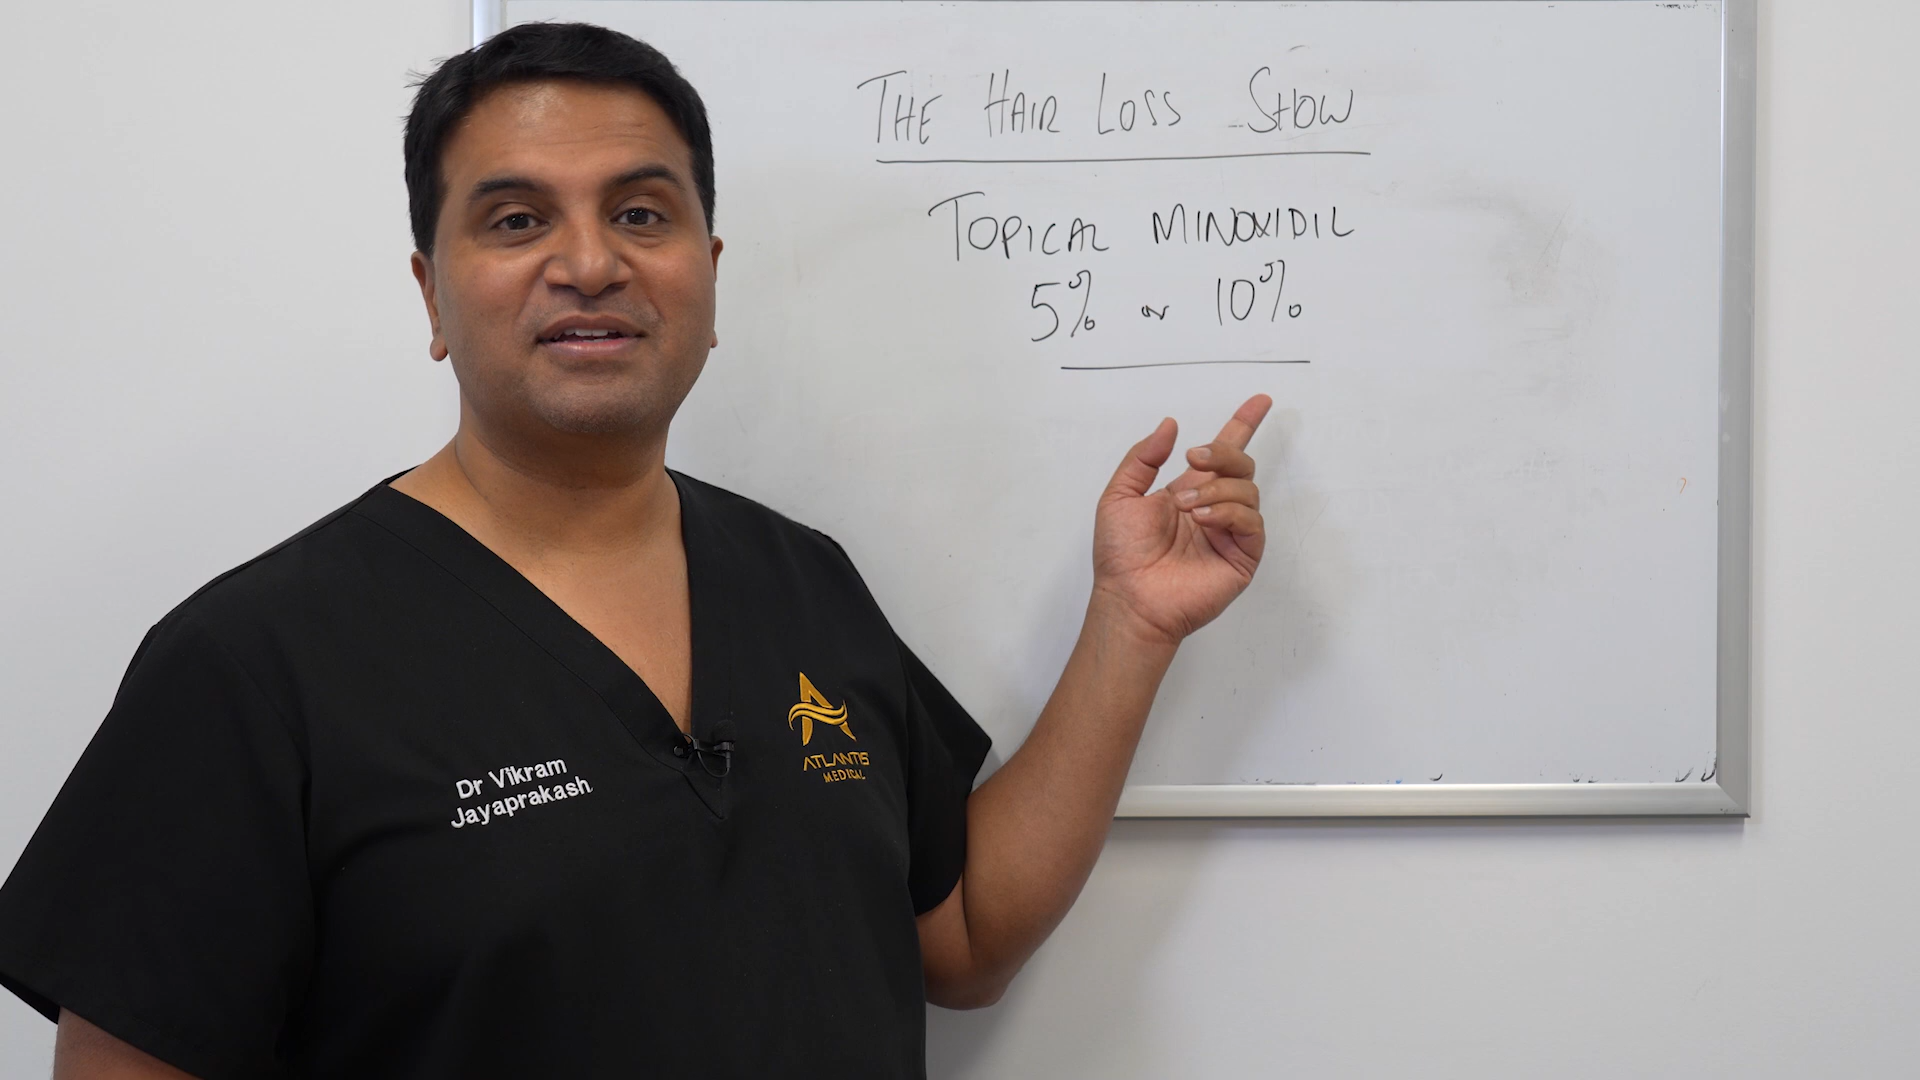 THE HAIR LOSS SHOW
TOPICAL MINOXIDIL
5% or 10%
Dr Vikram
Jayaprakash
ATLANTIS
MEDICAL